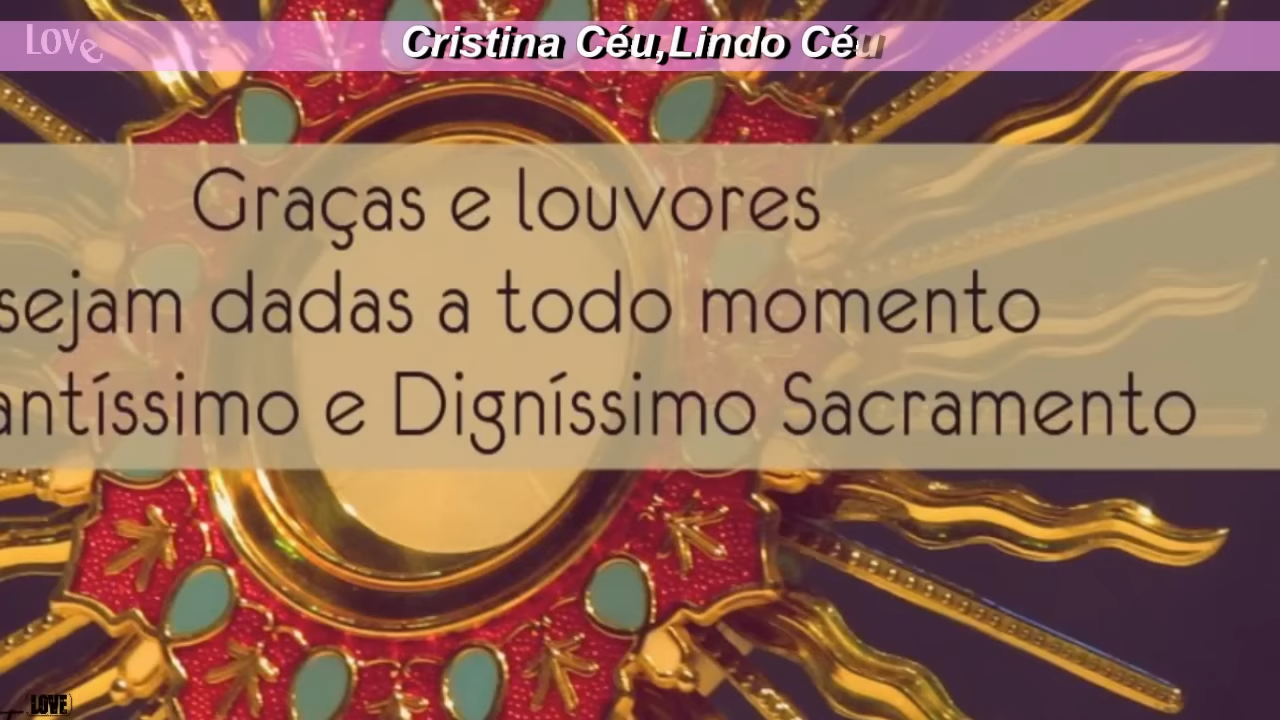 LOVe
Cristina Céu,Lindo Céu
Graças e louvores
sejam dadas a todo momento
antíssimo e Digníssimo Sacramento
LOVE